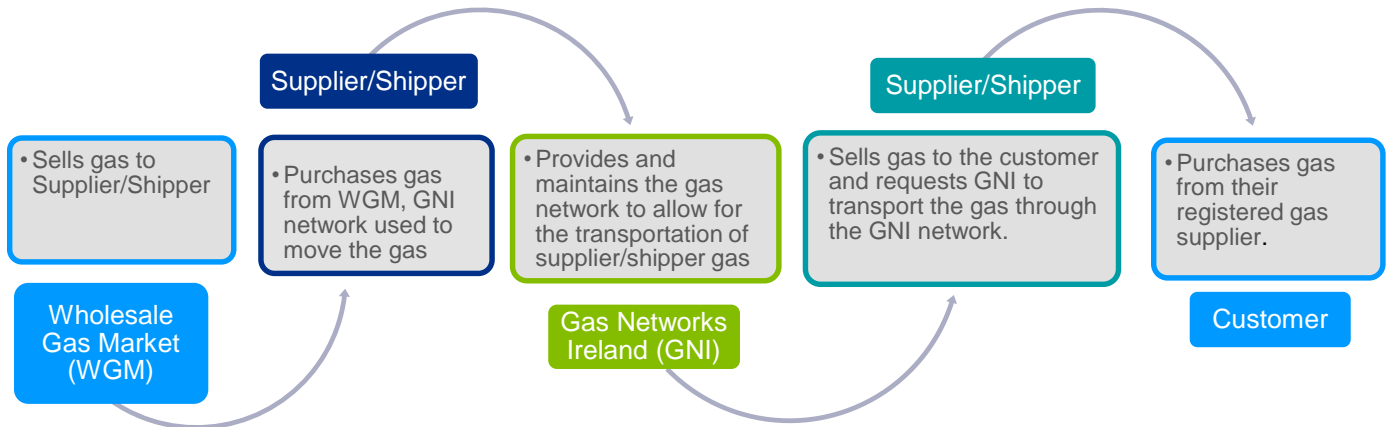 Supplier/Shipper
Supplier/Shipper
• Sells gas to
Supplier/Shipper
• Purchases gas
from WGM, GNI
network used to
move the gas
• Provides and
maintains the gas
network to allow for
the transportation of
supplier/shipper gas
• Sells gas to the customer
and requests GNI to
transport the gas through
the GNI network.
• Purchases gas
from their
registered gas
supplier.
Wholesale
Gas Market
(WGM)
Gas Networks
Ireland (GNI)
Customer